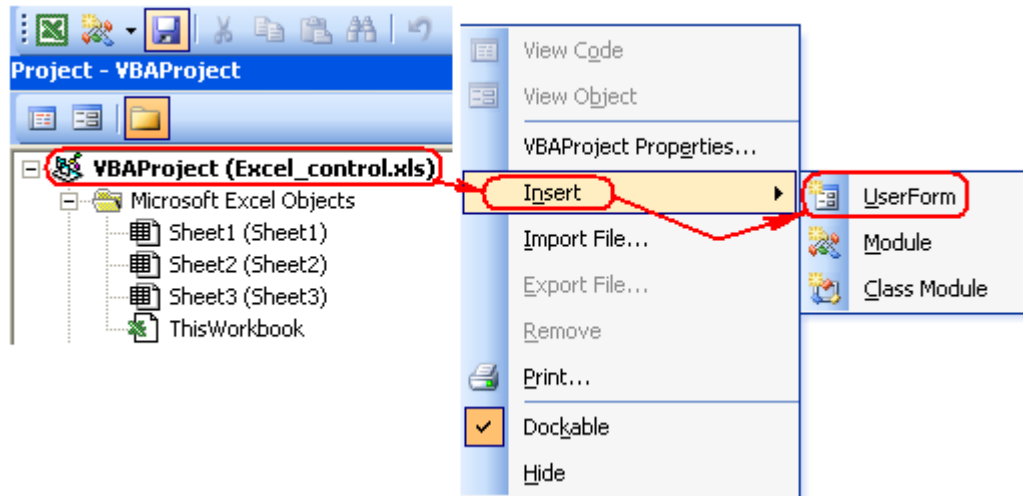 Project - VBAProject
VBAProject (Excel_control.xls)
Microsoft Excel Objects
Sheet1 (Sheet1)
Sheet2 (Sheet2)
Sheet3 (Sheet3)
ThisWorkbook
View Code
View Object
VBAProject Properties...
Insert
Import File...
Export File...
Remove
Print...
Dockable
Hide
UserForm
Module
Class Module